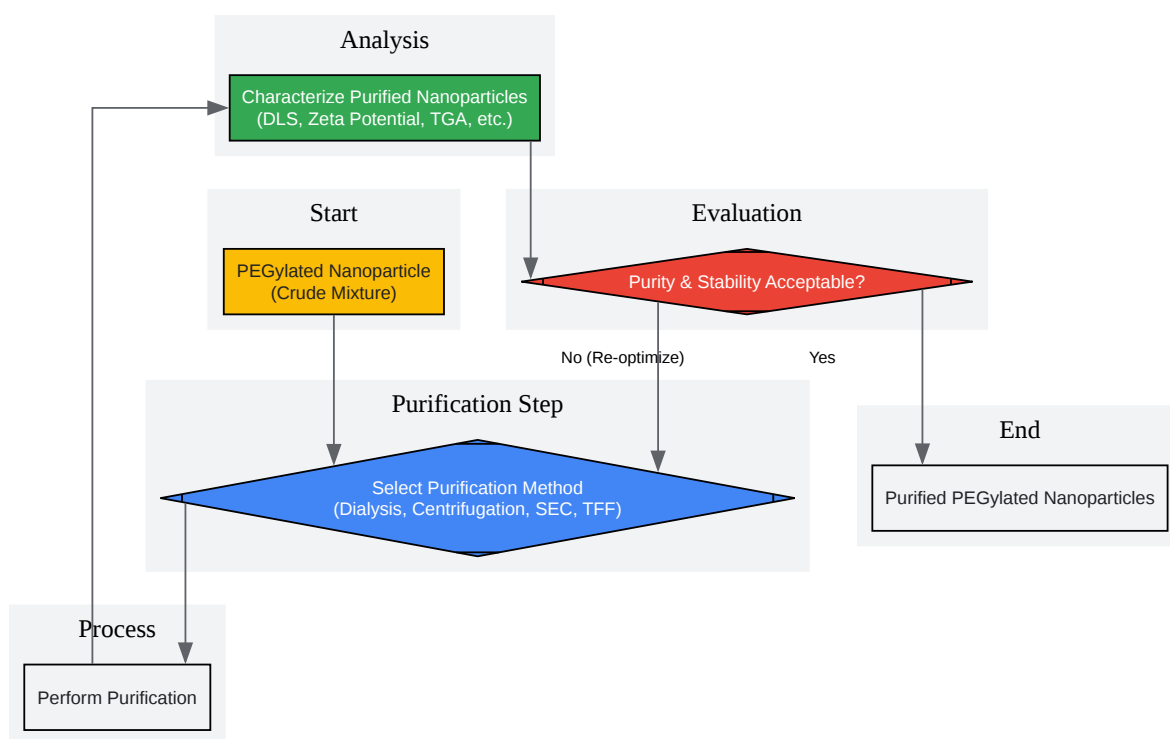 Analysis
Characterize Purified Nanoparticles
(DLS, Zeta Potential, TGA, etc.)
Start
PEGylated Nanoparticle
(Crude Mixture)
Evaluation
Purity & Stability Acceptable?
No (Re-optimize)
Yes
Purification Step
Select Purification Method
(Dialysis, Centrifugation, SEC, TFF)
End
Purified PEGylated Nanoparticles
Process
Perform Purification